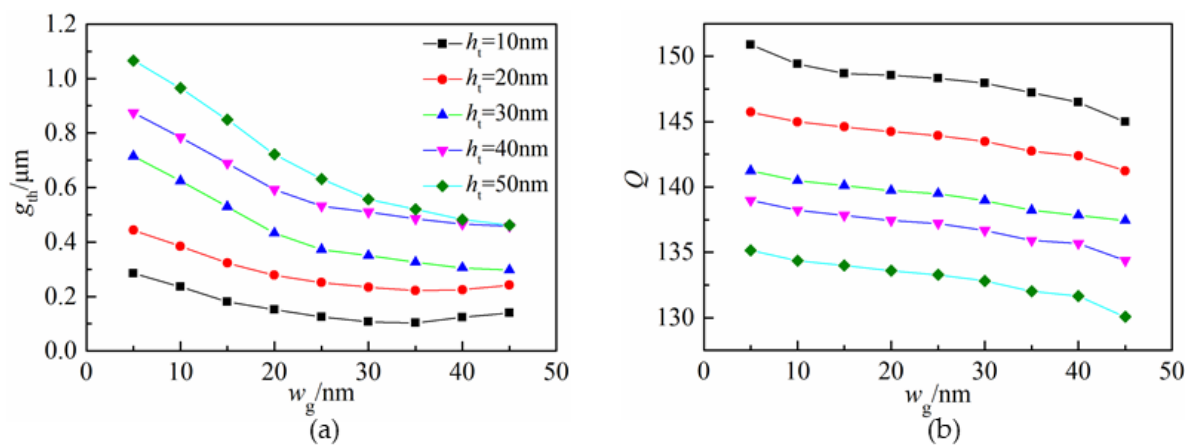 1.2
1.0
0.8
0.6
0.4
0.2
0.0
g_th/μm
h_t=10nm
h_t=20nm
h_t=30nm
h_t=40nm
h_t=50nm
0 10 20 30 40 50
w_g/nm
(a)
150
145
140
135
130
Q
0 10 20 30 40 50
w_g/nm
(b)